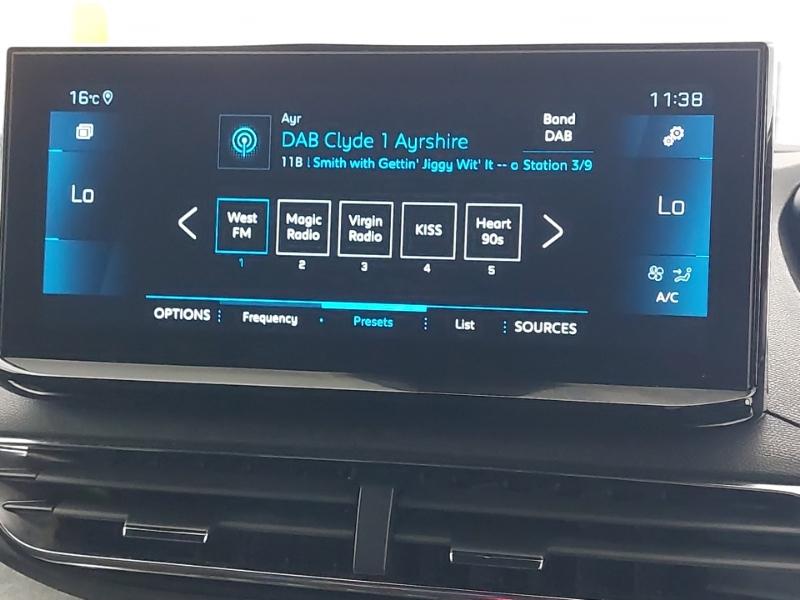 16°C
11:38
Ayr
Band
DAB
DAB Clyde 1 Ayrshire
11B l Smith with Gettin' Jiggy Wit' It -- o Station 3/9
Lo
Lo
West
FM
1
Magic
Radio
2
Virgin
Radio
3
KISS
4
Heart
90s
5
A/C
OPTIONS
Frequency
Presets
List
SOURCES